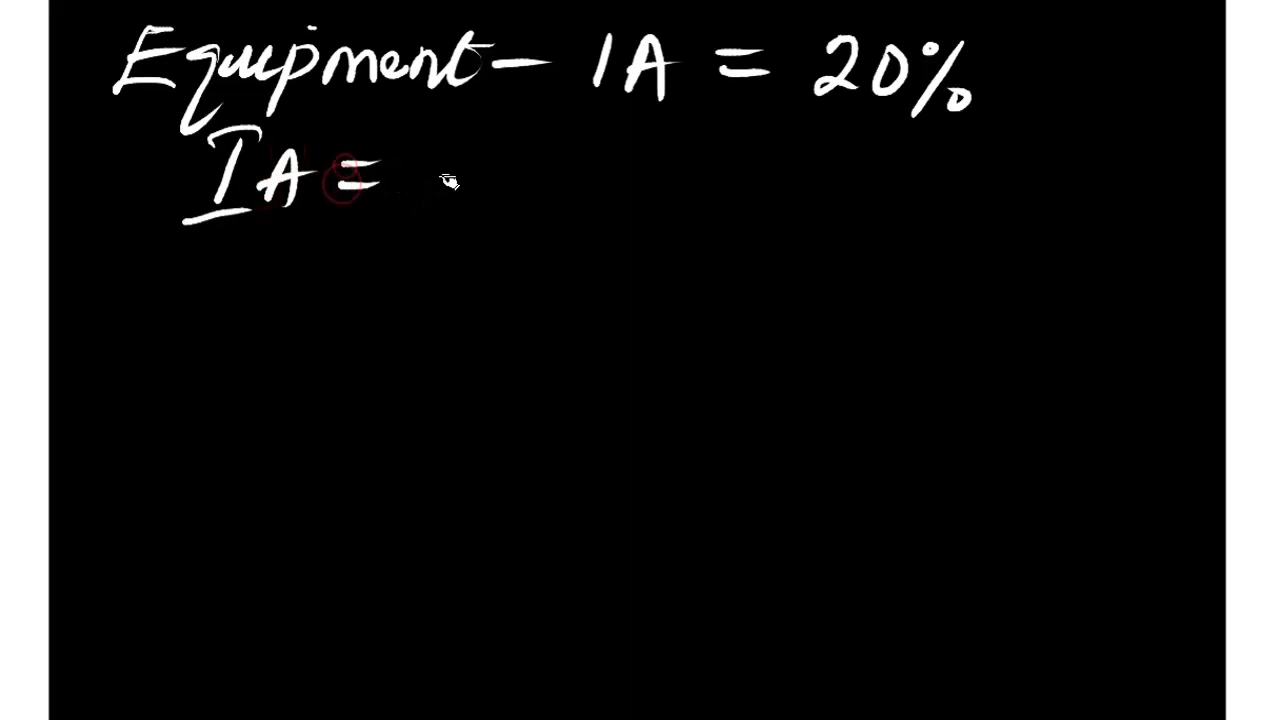 Equipment - IA = 20%
IA =